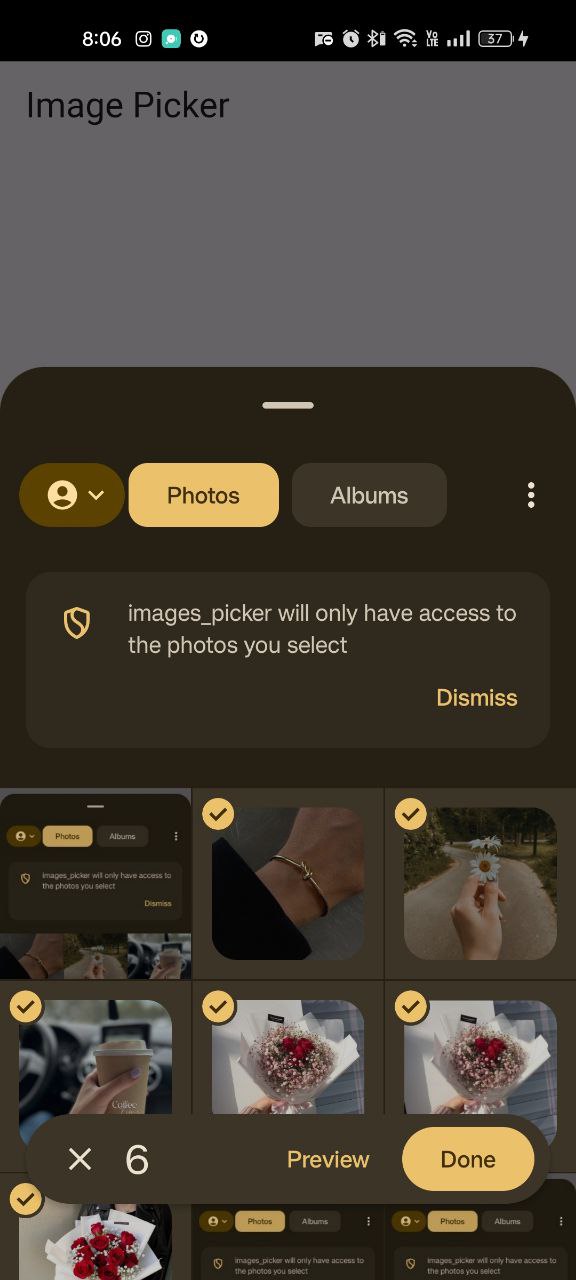 8:06
Vo
LTE
37
Image Picker
Photos
Albums
images_picker will only have access to
the photos you select
Dismiss
Photos
Albums
images_picker will only have access to
the photos you select
Dismiss
Coffee
6
Preview
Done
Photos
Albums
Photos
Albums
images_picker will only have access to
the photos you select
images_picker will only have access to
the photos you select